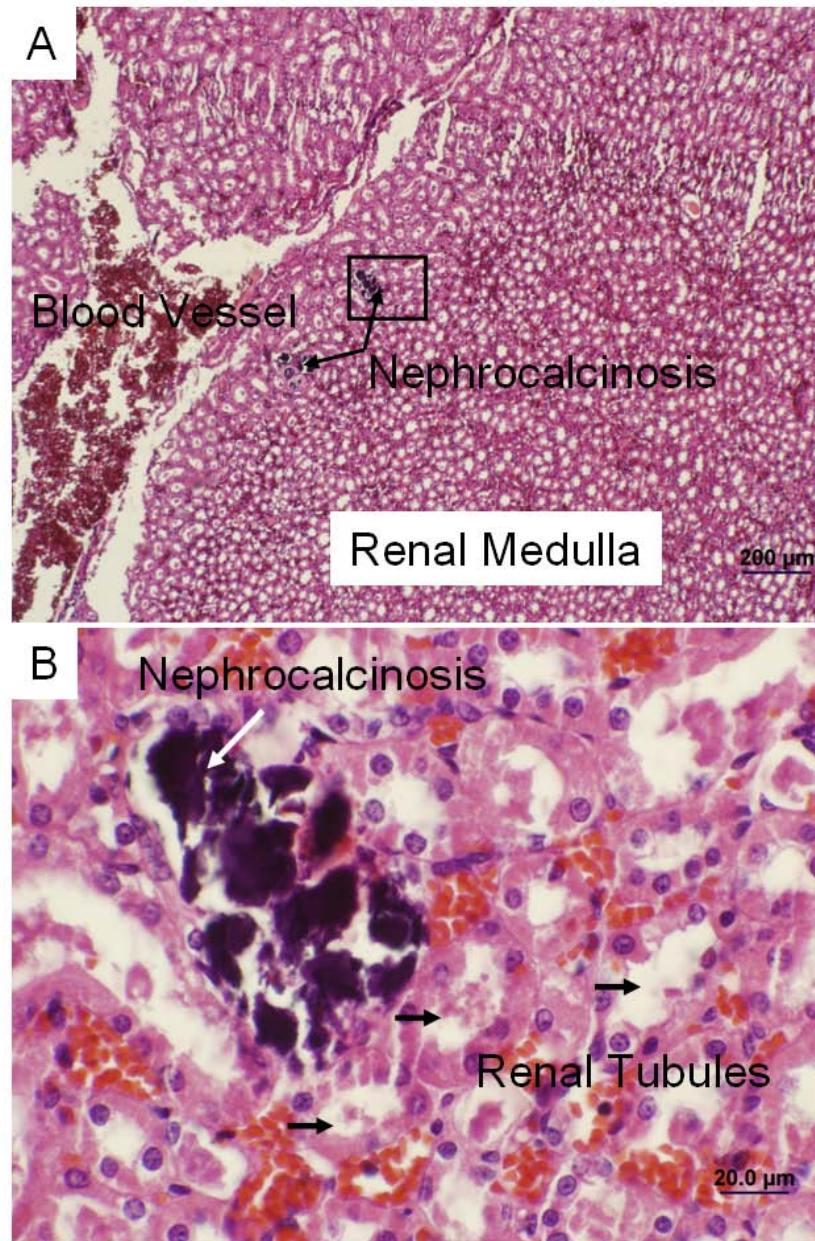 A
Blood Vessel
Nephrocalcinosis
Renal Medulla
200 µm
B
Nephrocalcinosis
Renal Tubules
20.0 µm